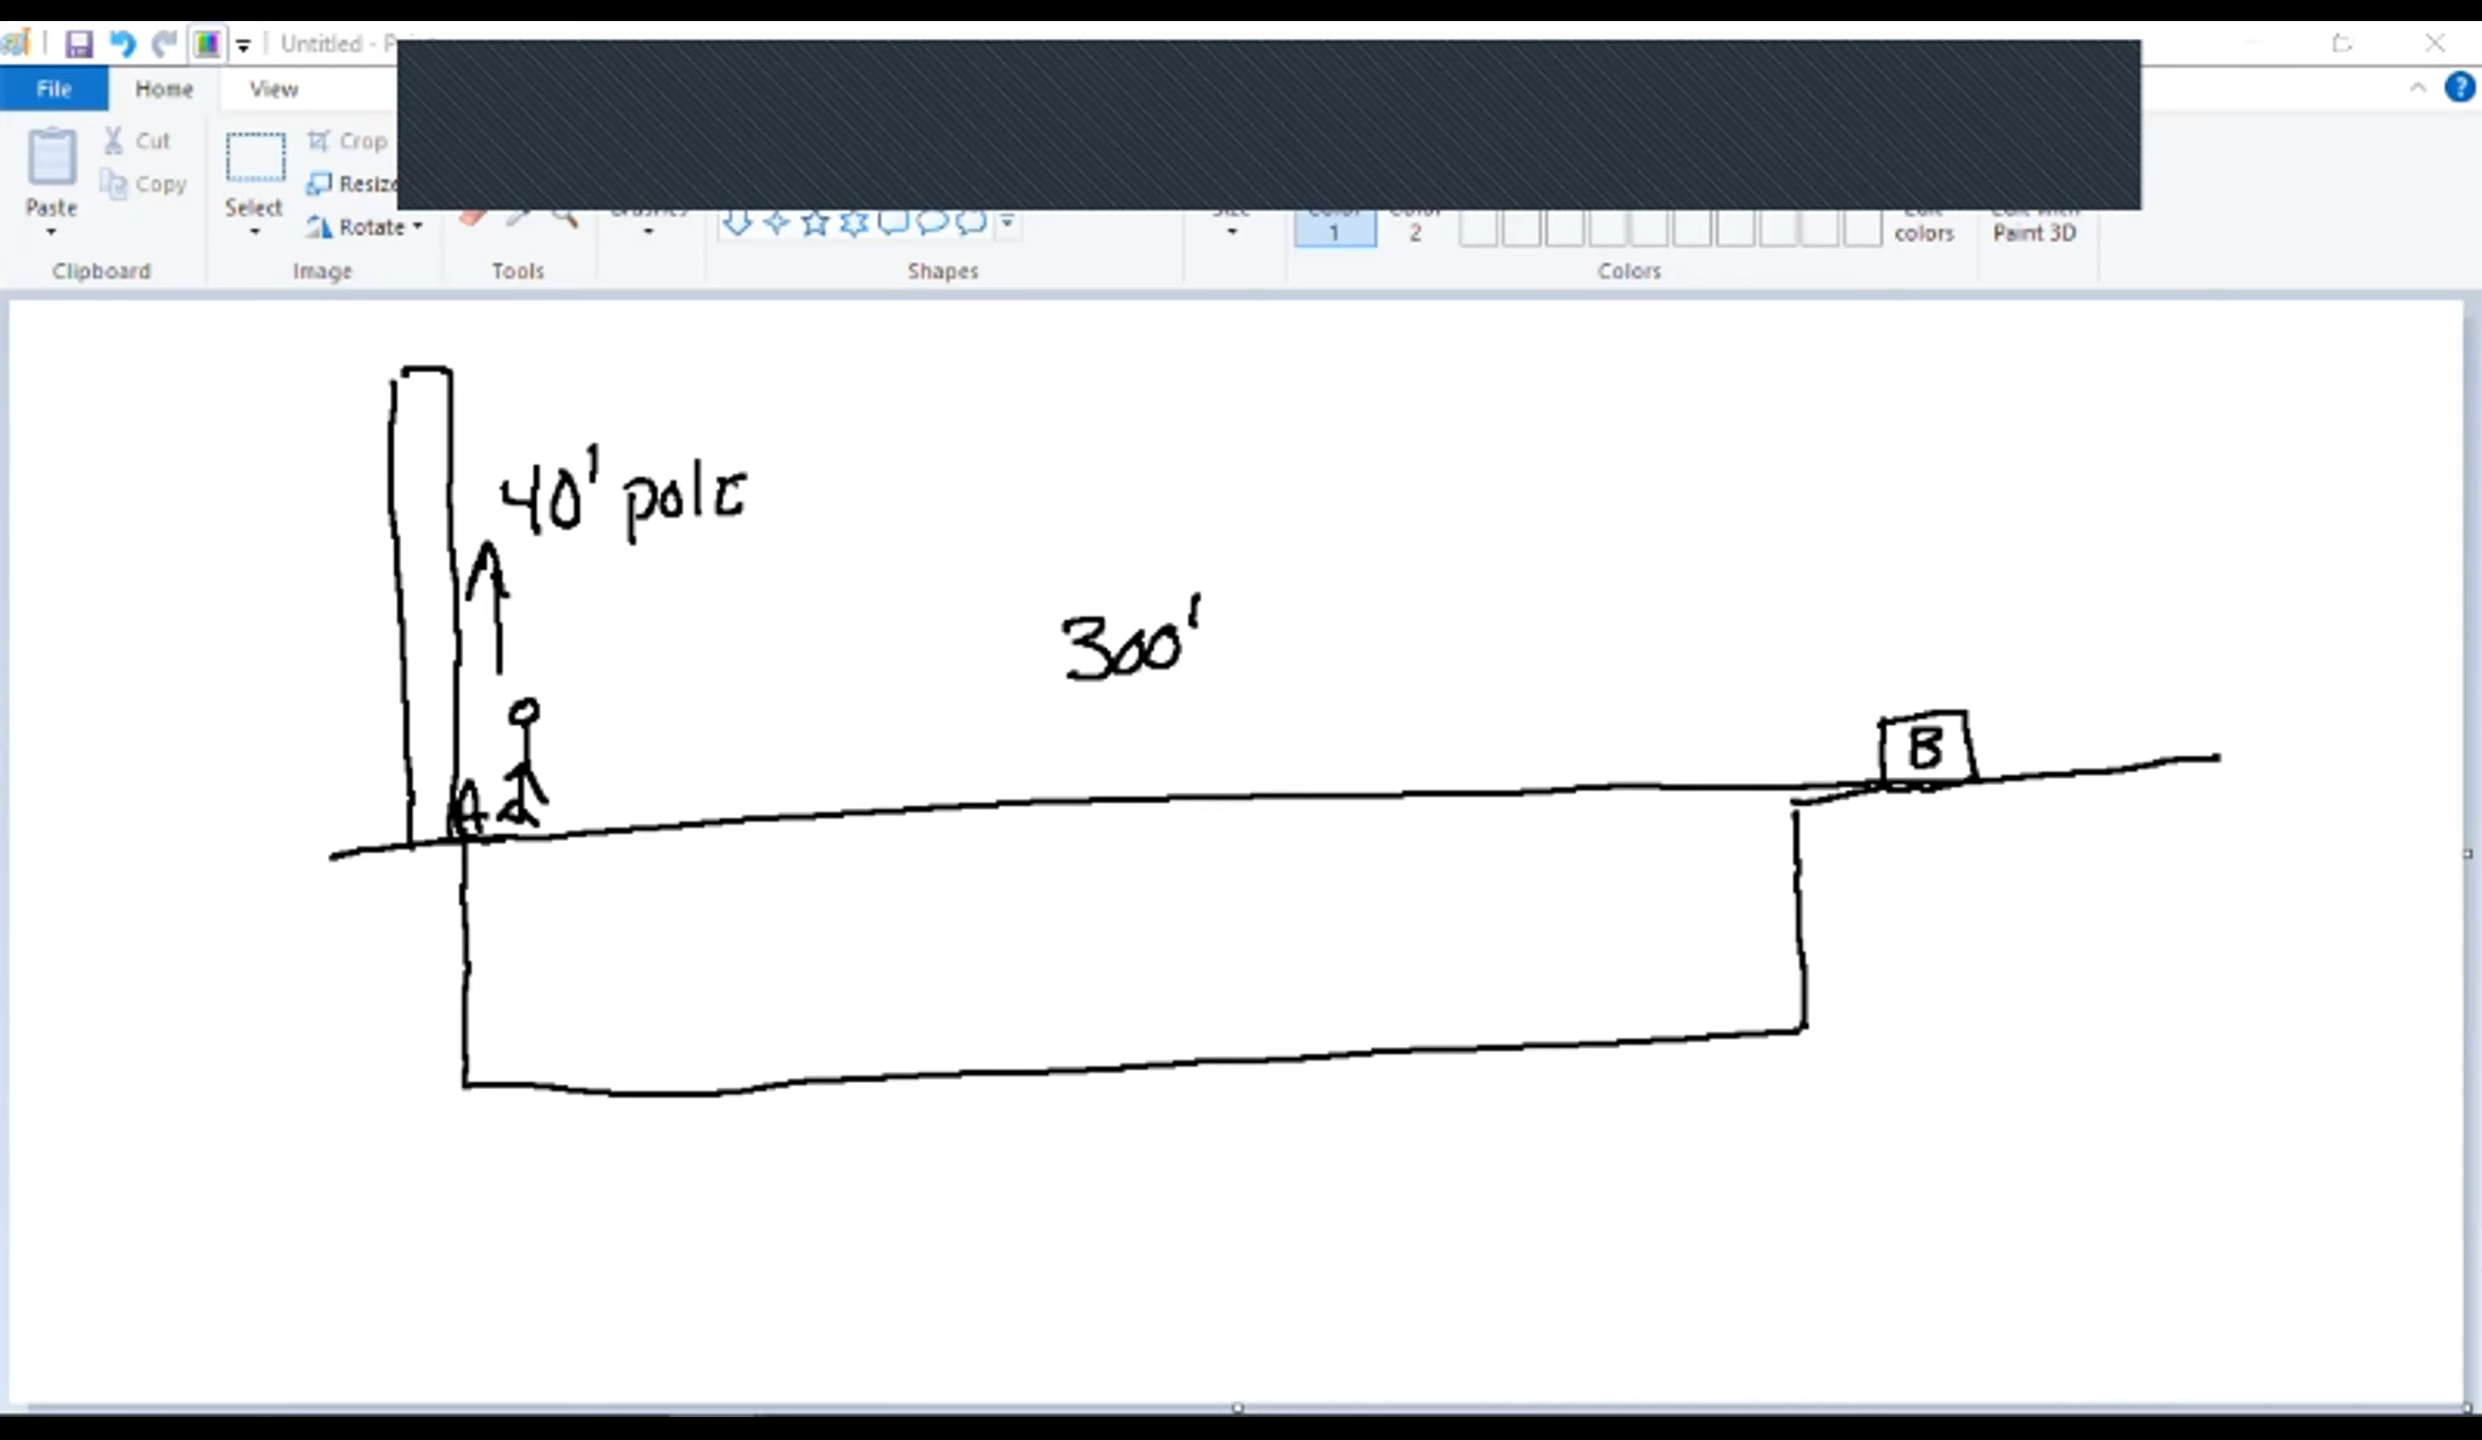 Untitled -
File Home View
Cut
Copy
Paste
Select
Crop
Resize
Rotate
1
2
colors
Paint 3D
Clipboard Image Tools Shapes Colors
40' pole
300'
A
B